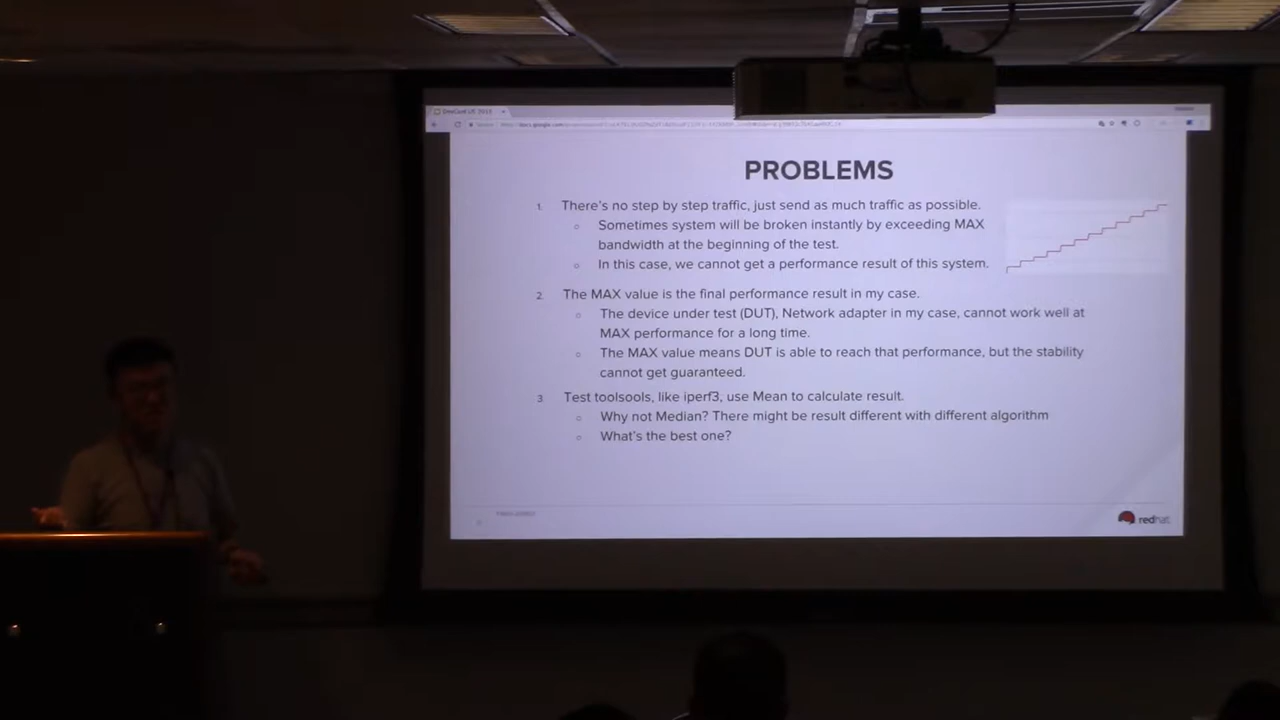 PROBLEMS
1. There's no step by step traffic, just send as much traffic as possible.
○ Sometimes system will be broken instantly by exceeding MAX
bandwidth at the beginning of the test.
○ In this case, we cannot get a performance result of this system.
2. The MAX value is the final performance result in my case.
○ The device under test (DUT), Network adapter in my case, cannot work well at
MAX performance for a long time.
○ The MAX value means DUT is able to reach that performance, but the stability
cannot get guaranteed.
3 Test toolsools, like iperf3, use Mean to calculate result.
○ Why not Median? There might be result different with different algorithm
○ What's the best one?
redhat